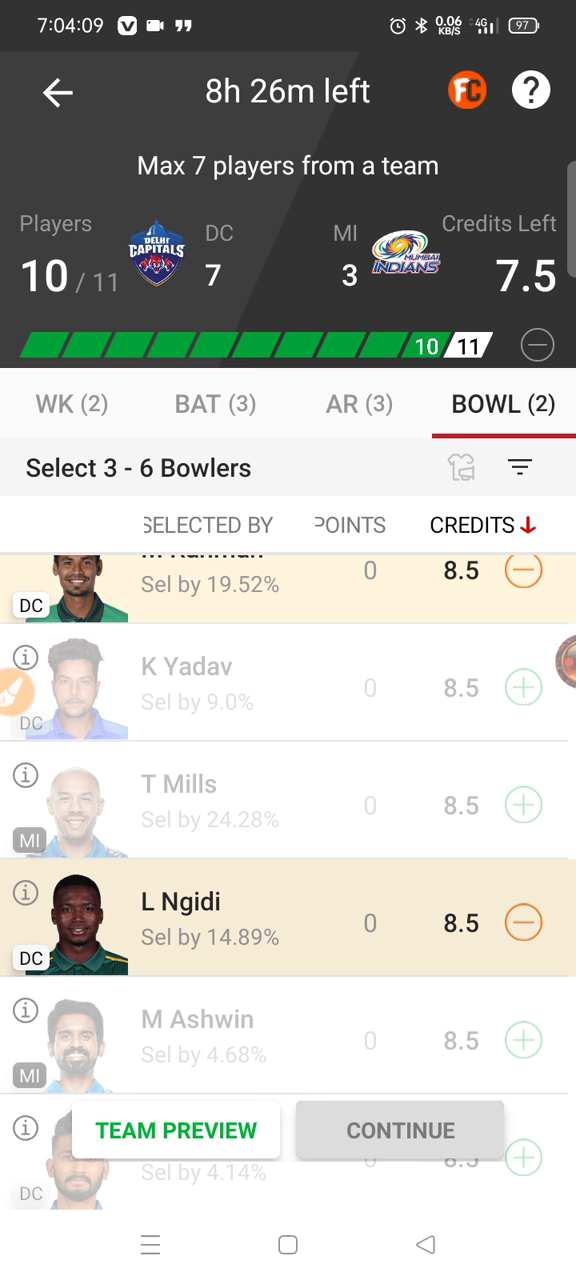 7:04:09 0.06 KB/S 4G 97
8h 26m left FC ?
Max 7 players from a team
Players DC MI Credits Left
DELHI CAPITALS MUMBAI INDIANS
10 / 11 7 3 7.5
10 11
WK (2) BAT (3) AR (3) BOWL (2)
Select 3 - 6 Bowlers
SELECTED BY POINTS CREDITS
M Rahman
DC Sel by 19.52% 0 8.5
K Yadav
DC Sel by 9.0% 0 8.5
T Mills
MI Sel by 24.28% 0 8.5
L Ngidi
DC Sel by 14.89% 0 8.5
M Ashwin
MI Sel by 4.68% 0 8.5
TEAM PREVIEW CONTINUE
DC Sel by 4.14% 0 8.5